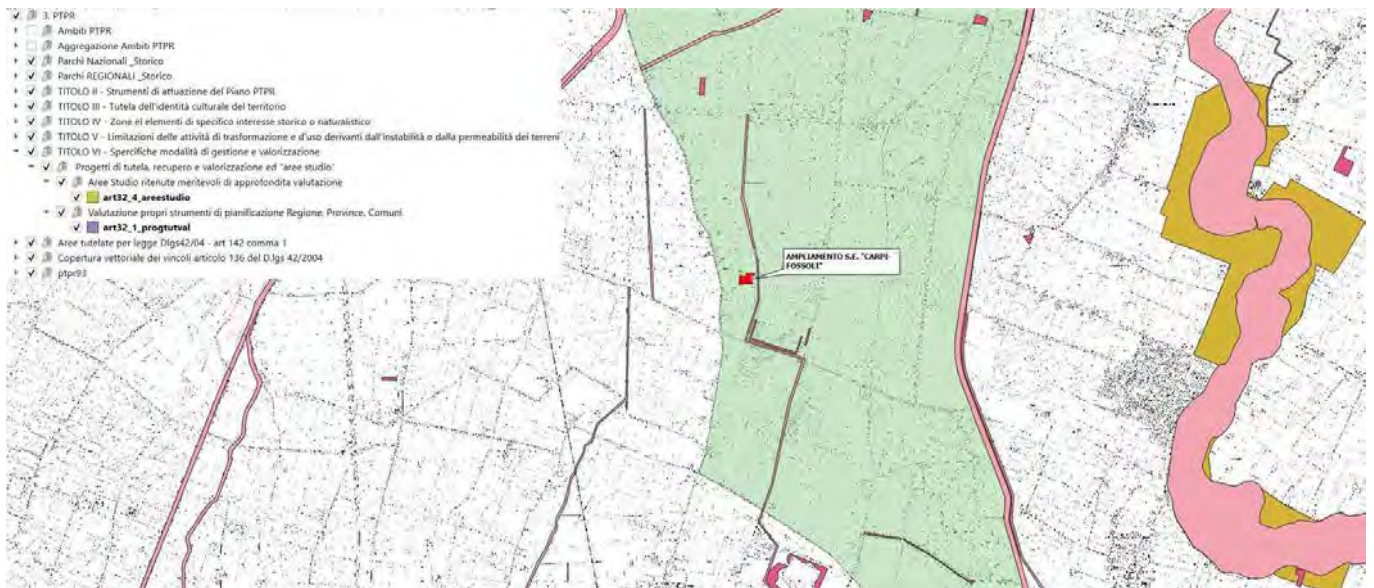 3. PTPR
Ambiti PTPR
Aggregazione Ambiti PTPR
Parchi Nazionali _Storico
Parchi REGIONALI _Storico
TITOLO II - Strumenti di attuazione del Piano PTPR
TITOLO III - Tutela dell'identità culturale del territorio
TITOLO IV - Zone el elementi di specifico interesse storico o naturalistico
TITOLO V - Limitazioni delle attività di trasformazione e d'uso derivanti dall'instabilità o dalla permeabilità dei terreni
TITOLO VI - Spercifiche modalità di gestione e valorizzazione
Progetti di tutela, recupero e valorizzazione ed "aree studio"
Aree Studio ritenute meritevoli di approfondita valutazione
art32_4_areestudio
Valutazione propri strumenti di pianificazione Regione, Province, Comuni
art32_1_progtutval
Aree tutelate per legge Dlgs42/04 - art 142 comma 1
Copertura vettoriale dei vincoli articolo 136 del D.lgs 42/2004
ptpr93
AMPLIAMENTO S.E. "CARPI-
FOSSOLI"